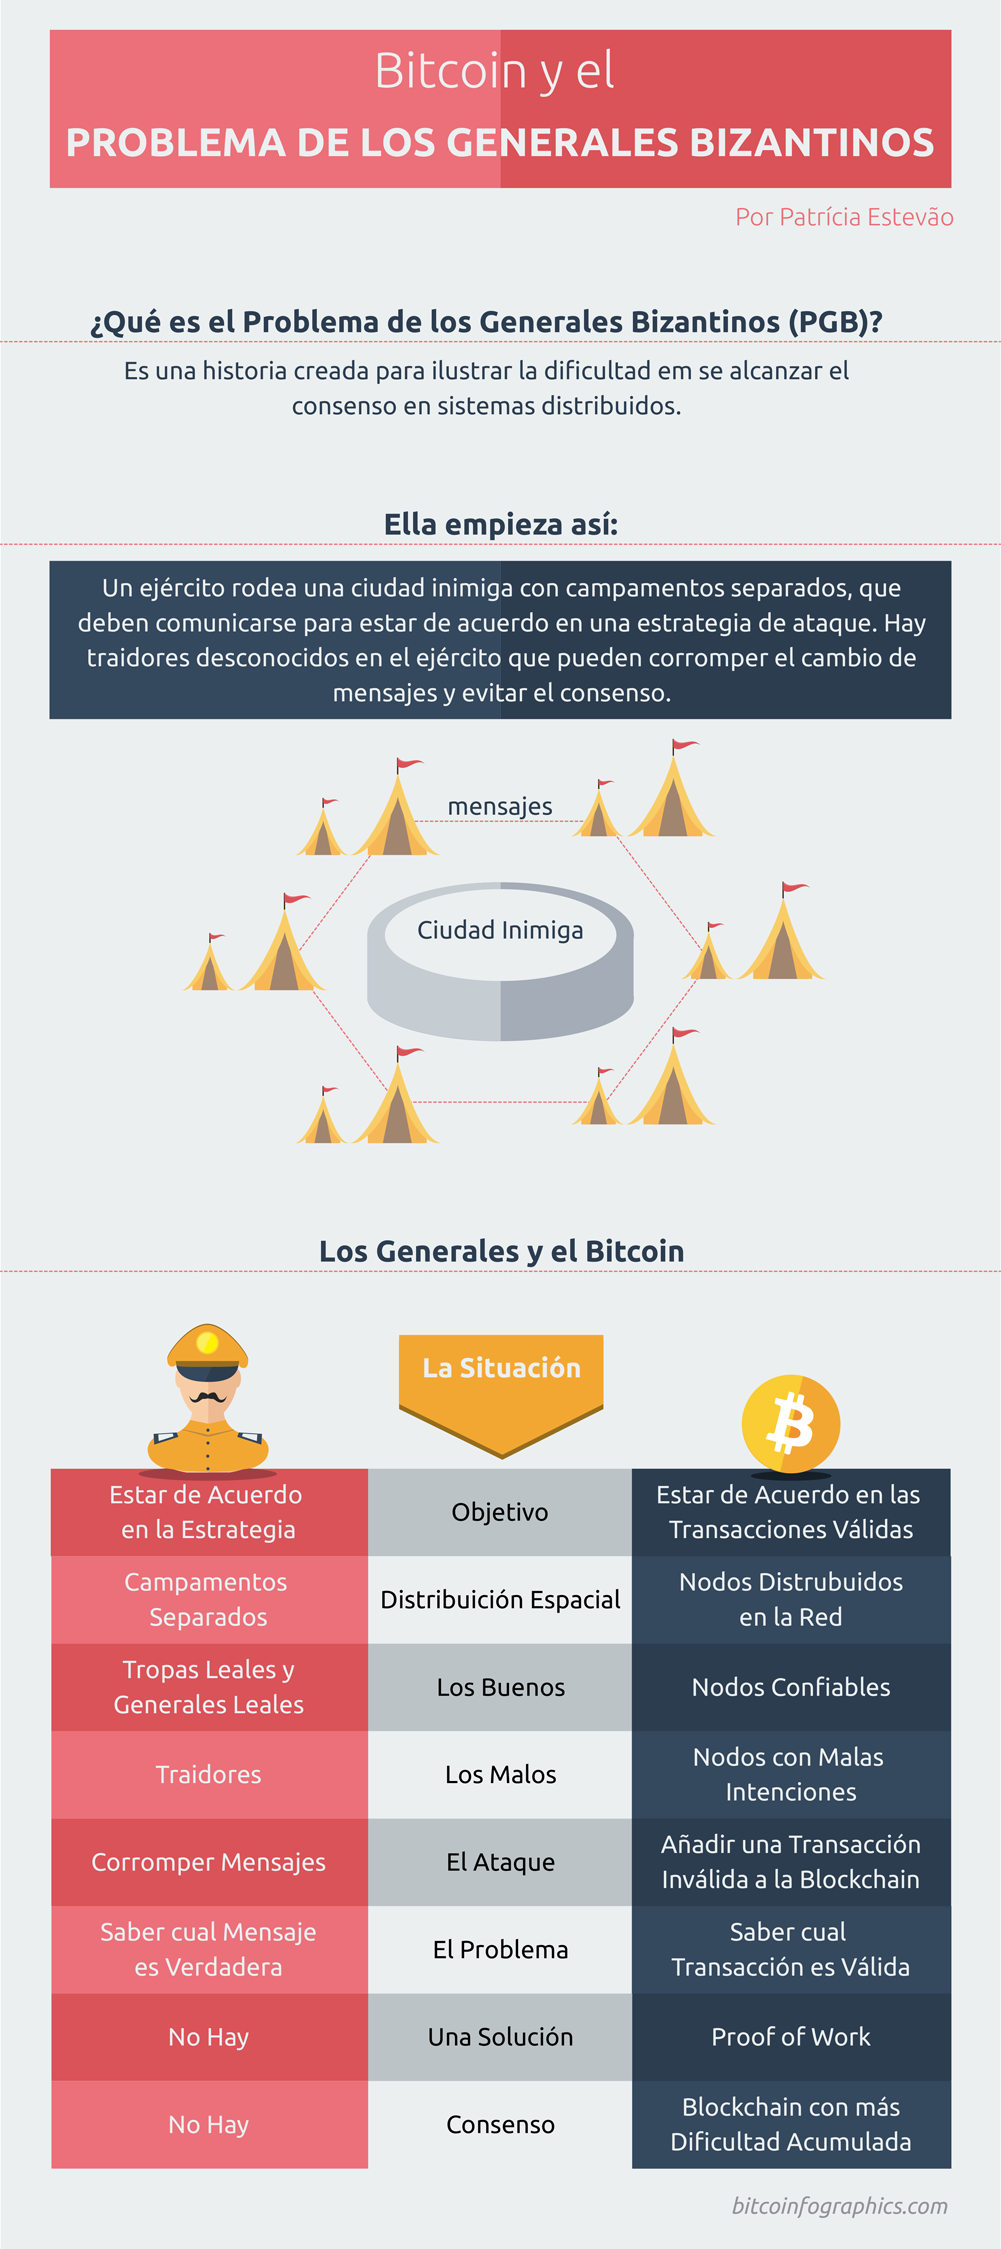 Bitcoin y el
PROBLEMA DE LOS GENERALES BIZANTINOS
Por Patrícia Estevão
¿Qué es el Problema de los Generales Bizantinos (PGB)?
Es una historia creada para ilustrar la dificultad em se alcanzar el
consenso en sistemas distribuidos.
Ella empieza así:
Un ejército rodea una ciudad inimiga con campamentos separados, que
deben comunicarse para estar de acuerdo en una estrategia de ataque. Hay
traidores desconocidos en el ejército que pueden corromper el cambio de
mensajes y evitar el consenso.
mensajes
Ciudad Inimiga
Los Generales y el Bitcoin
La Situación
Estar de Acuerdo
en la Estrategia
Objetivo
Estar de Acuerdo en las
Transacciones Válidas
Campamentos
Separados
Distribuición Espacial
Nodos Distrubuidos
en la Red
Tropas Leales y
Generales Leales
Los Buenos
Nodos Confiables
Traidores
Los Malos
Nodos con Malas
Intenciones
Corromper Mensajes
El Ataque
Añadir una Transacción
Inválida a la Blockchain
Saber cual Mensaje
es Verdadera
El Problema
Saber cual
Transacción es Válida
No Hay
Una Solución
Proof of Work
No Hay
Consenso
Blockchain con más
Dificultad Acumulada
bitcoinfographics.com